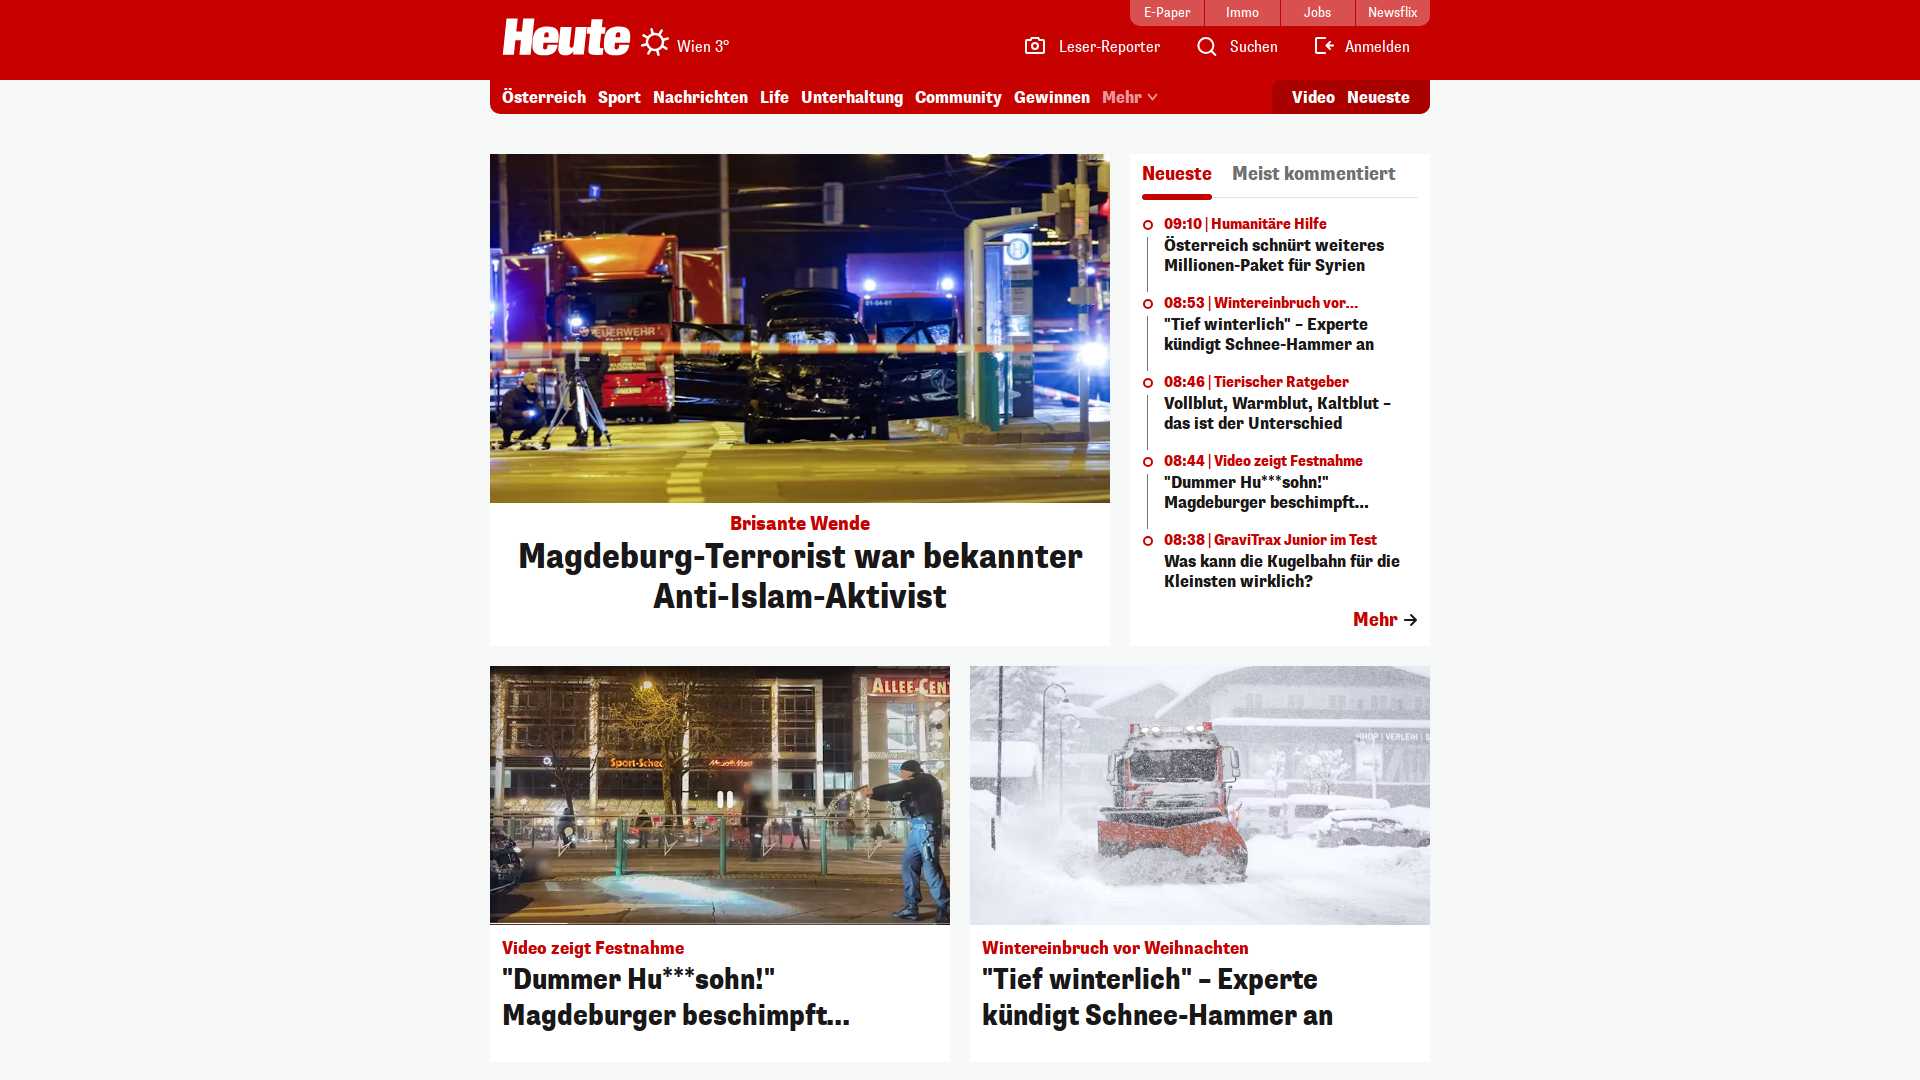 E-Paper
Immo
Jobs
Newsflix
Heute
Wien 3°
Leser-Reporter
Suchen
Anmelden
Österreich
Sport
Nachrichten
Life
Unterhaltung
Community
Gewinnen
Mehr
Video
Neueste
FEUERWEHR
Brisante Wende
Magdeburg-Terrorist war bekannter
Anti-Islam-Aktivist
Neueste
Meist kommentiert
09:10 | Humanitäre Hilfe
Österreich schnürt weiteres
Millionen-Paket für Syrien
08:53 | Wintereinbruch vor...
"Tief winterlich" – Experte
kündigt Schnee-Hammer an
08:46 | Tierischer Ratgeber
Vollblut, Warmblut, Kaltblut –
das ist der Unterschied
08:44 | Video zeigt Festnahme
"Dummer Hu***sohn!"
Magdeburger beschimpft...
08:38 | GraviTrax Junior im Test
Was kann die Kugelbahn für die
Kleinsten wirklich?
Mehr
ALLEE-CENT
Video zeigt Festnahme
"Dummer Hu***sohn!"
Magdeburger beschimpft...
VERLEIH
Wintereinbruch vor Weihnachten
"Tief winterlich" – Experte
kündigt Schnee-Hammer an